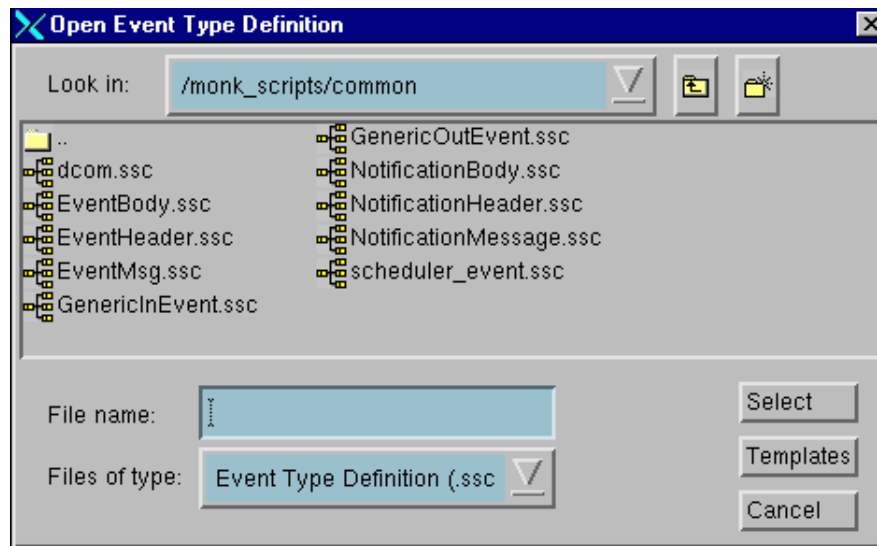 Open Event Type Definition
Look in: /monk_scripts/common
..
dcom.ssc
EventBody.ssc
EventHeader.ssc
EventMsg.ssc
GenericInEvent.ssc
GenericOutEvent.ssc
NotificationBody.ssc
NotificationHeader.ssc
NotificationMessage.ssc
scheduler_event.ssc
File name:
Files of type: Event Type Definition (.ssc
Select
Templates
Cancel